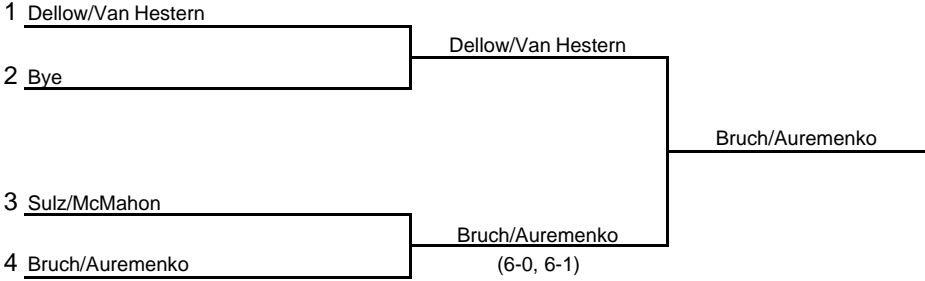 1 Dellow/Van Hestern
Dellow/Van Hestern
2 Bye
Bruch/Auremenko
3 Sulz/McMahon
Bruch/Auremenko
4 Bruch/Auremenko
(6-0, 6-1)